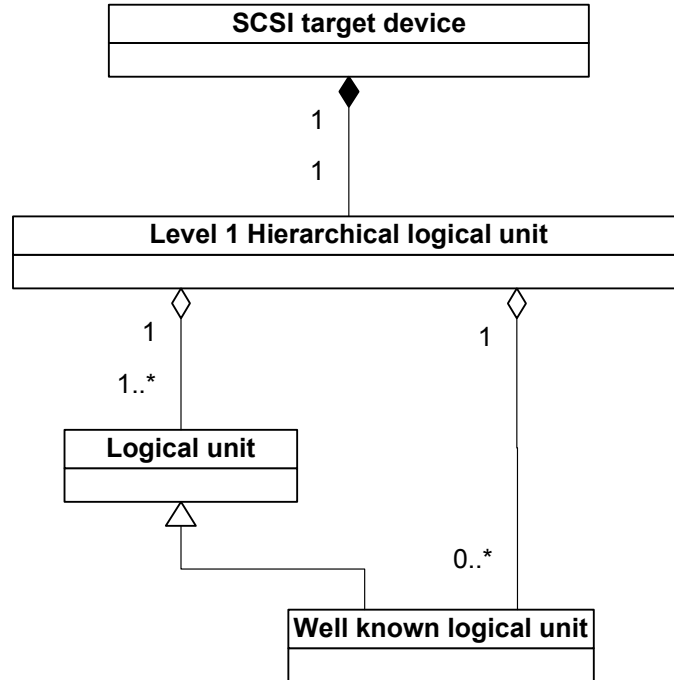 SCSI target device
1
1
Level 1 Hierarchical logical unit
1
1
1..*
Logical unit
0..*
Well known logical unit